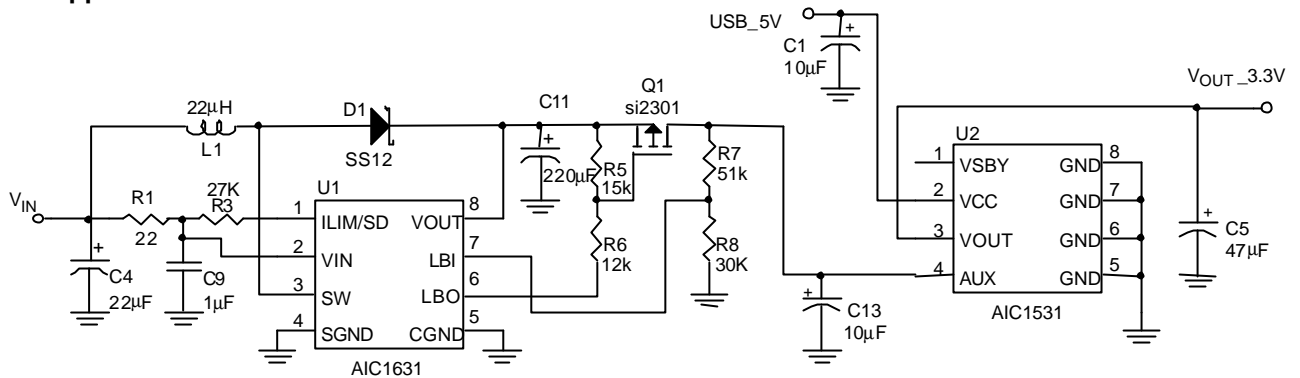 USB_5V
C1
+
10µF
VOUT_3.3V
22µH
L1
D1
SS12
C11
+
220µF
Q1
si2301
R5
15k
R7
51k
U2
VIN
R1
22
27K
R3
U1
1
ILIM/SD
VOUT
8
2
VIN
LBI
7
3
SW
LBO
6
4
SGND
CGND
5
AIC1631
+
C4
22µF
C9
1µF
R6
12k
R8
30K
+
C13
10µF
1
VSBY
GND
8
2
VCC
GND
7
3
VOUT
GND
6
4
AUX
GND
5
AIC1531
+
C5
47µF